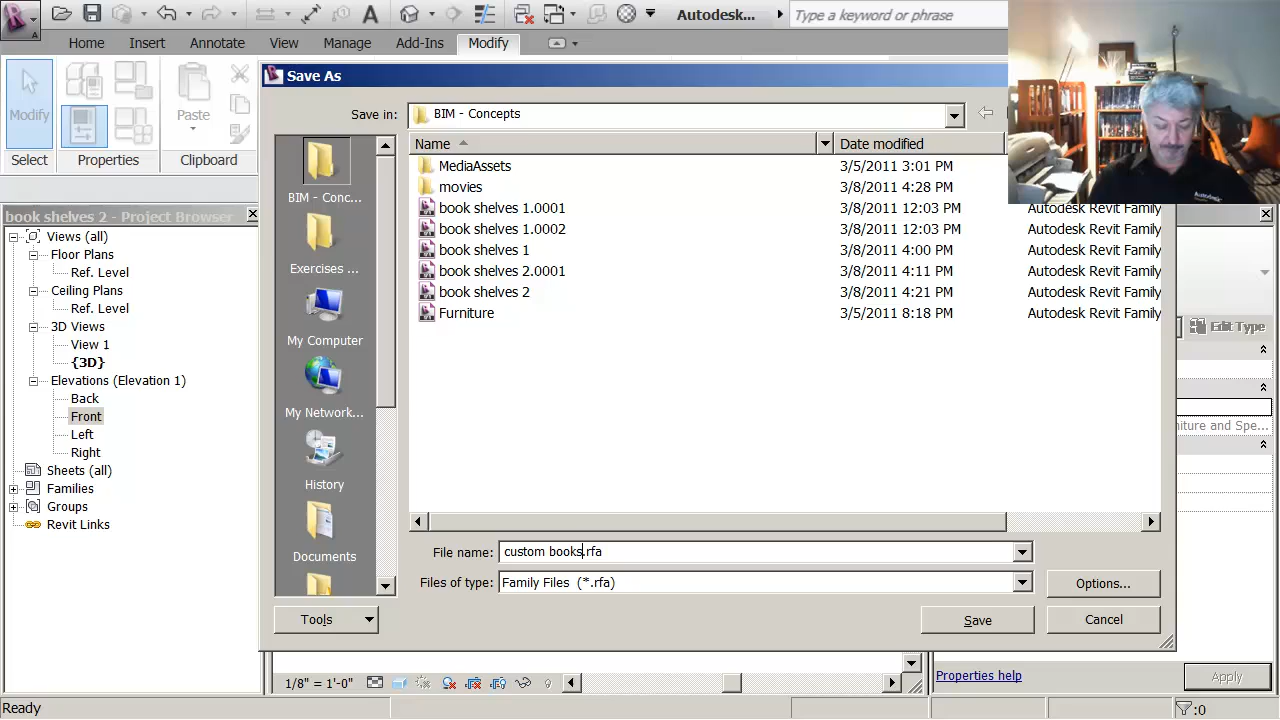 Autodesk...
Type a keyword or phrase
Home
Insert
Annotate
View
Manage
Add-Ins
Modify
Modify
Paste
Select
Properties
Clipboard
Save As
Save in:
BIM - Concepts
Name
Date modified
MediaAssets
3/5/2011 3:01 PM
movies
3/8/2011 4:28 PM
book shelves 1.0001
3/8/2011 12:03 PM
Autodesk Revit Family
book shelves 1.0002
3/8/2011 12:03 PM
Autodesk Revit Family
book shelves 1
3/8/2011 4:00 PM
Autodesk Revit Family
book shelves 2.0001
3/8/2011 4:11 PM
Autodesk Revit Family
book shelves 2
3/8/2011 4:21 PM
Autodesk Revit Family
Furniture
3/5/2011 8:18 PM
Autodesk Revit Family
BIM - Conc...
Exercises ...
My Computer
My Network...
History
Documents
File name:
custom books.rfa
Files of type:
Family Files (*.rfa)
Options...
Tools
Save
Cancel
book shelves 2 - Project Browser
Views (all)
Floor Plans
Ref. Level
Ceiling Plans
Ref. Level
3D Views
View 1
{3D}
Elevations (Elevation 1)
Back
Front
Left
Right
Sheets (all)
Families
Groups
Revit Links
Edit Type
niture and Spe...
1/8" = 1'-0"
Properties help
Apply
Ready
:0